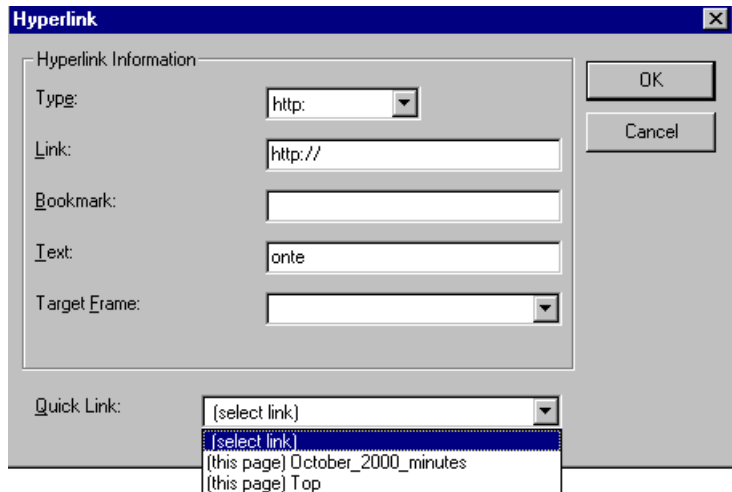 Hyperlink
Hyperlink Information
OK
Type: http:
Cancel
Link: http://
Bookmark:
Text: onte
Target Frame:
Quick Link: (select link)
(select link)
(this page) October_2000_minutes
(this page) Top